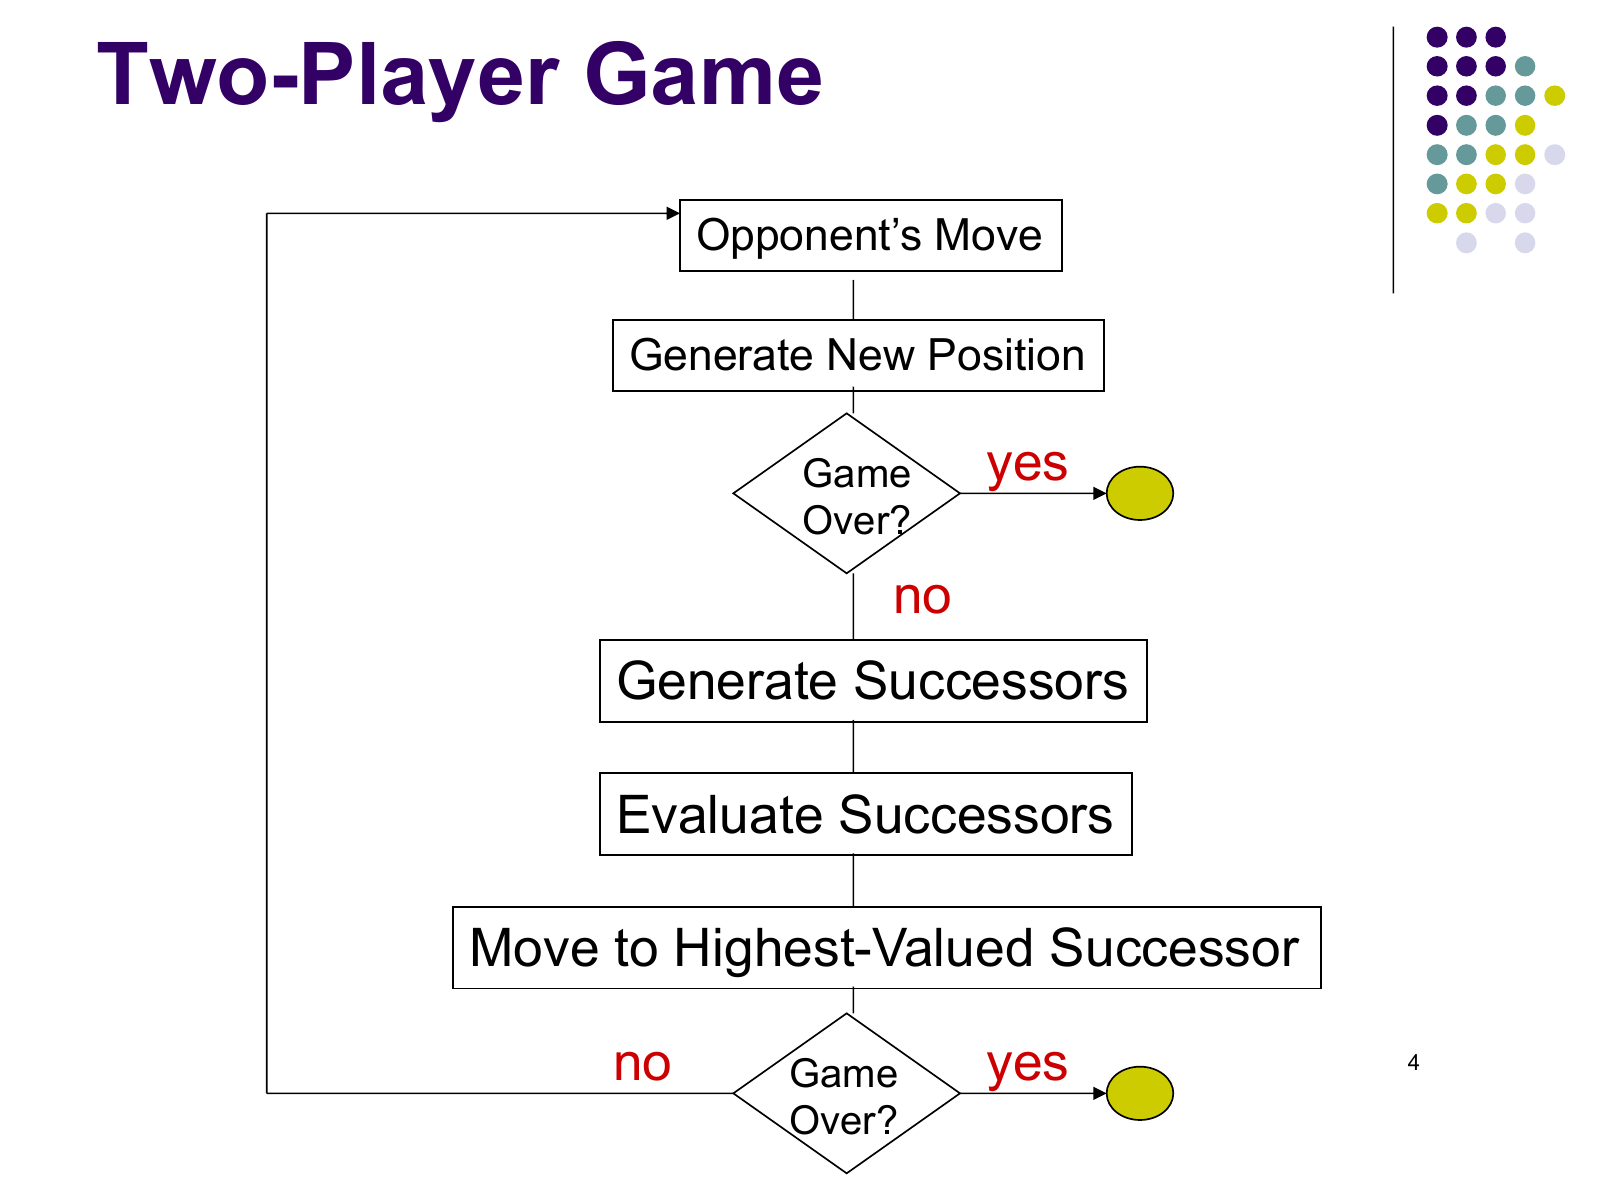 Two-Player Game
Opponent’s Move
Generate New Position
Game
Over?
yes
no
Generate Successors
Evaluate Successors
Move to Highest-Valued Successor
no
Game
Over?
yes
4